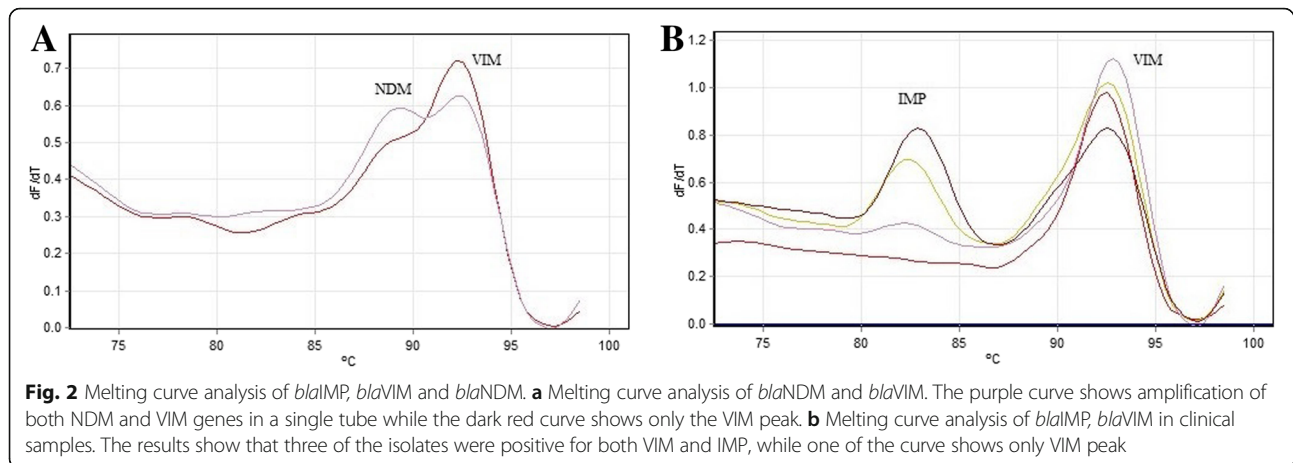 A
VIM
NDM
0.7
0.6
0.5
0.4
0.3
0.2
0.1
0.0
dF/dT
75
80
85
90
95
100
ºC
B
VIM
IMP
1.2
1.0
0.8
0.6
0.4
0.2
0.0
dF/dT
75
80
85
90
95
100
ºC
Fig. 2 Melting curve analysis of blaIMP, blaVIM and blaNDM. a Melting curve analysis of blaNDM and blaVIM. The purple curve shows amplification of
both NDM and VIM genes in a single tube while the dark red curve shows only the VIM peak. b Melting curve analysis of blaIMP, blaVIM in clinical
samples. The results show that three of the isolates were positive for both VIM and IMP, while one of the curve shows only VIM peak